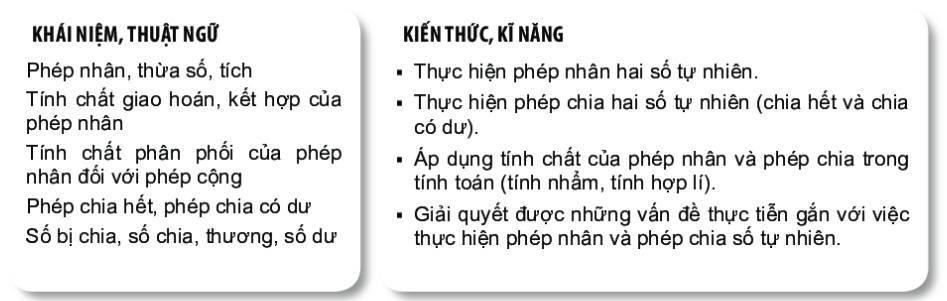 KHÁI NIỆM, THUẬT NGỮ
Phép nhân, thừa số, tích
Tính chất giao hoán, kết hợp của
phép nhân
Tính chất phân phối của phép
nhân đối với phép cộng
Phép chia hết, phép chia có dư
Số bị chia, số chia, thương, số dư
KIẾN THỨC, KĨ NĂNG
▪ Thực hiện phép nhân hai số tự nhiên.
▪ Thực hiện phép chia hai số tự nhiên (chia hết và chia
có dư).
▪ Áp dụng tính chất của phép nhân và phép chia trong
tính toán (tính nhẩm, tính hợp lí).
▪ Giải quyết được những vấn đề thực tiễn gắn với việc
thực hiện phép nhân và phép chia số tự nhiên.